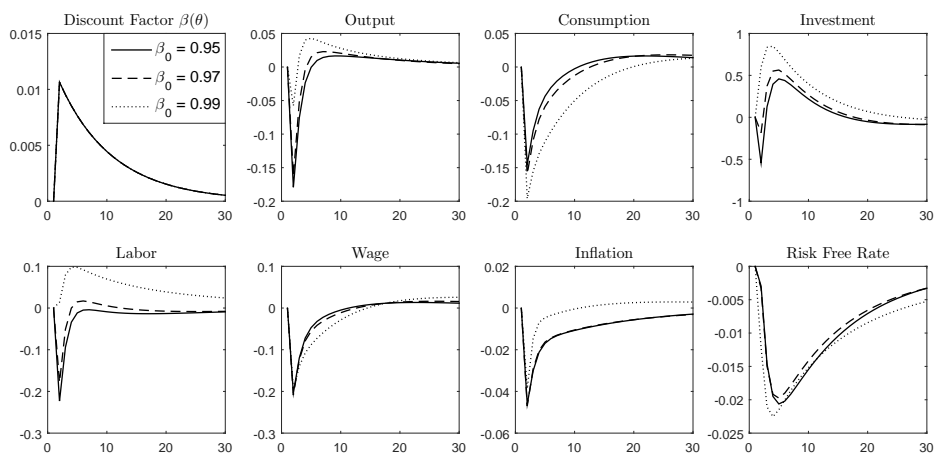 Discount Factor β(θ)
0.015
0.01
0.005
0
0 10 20 30
β0 = 0.95
β0 = 0.97
β0 = 0.99
Output
0.05
0
-0.05
-0.1
-0.15
-0.2
0 10 20 30
Consumption
0.05
0
-0.05
-0.1
-0.15
-0.2
0 10 20 30
Investment
1
0.5
0
-0.5
-1
0 10 20 30
Labor
0.1
0
-0.1
-0.2
-0.3
0 10 20 30
Wage
0.1
0
-0.1
-0.2
-0.3
0 10 20 30
Inflation
0.02
0
-0.02
-0.04
-0.06
0 10 20 30
Risk Free Rate
0
-0.005
-0.01
-0.015
-0.02
-0.025
0 10 20 30